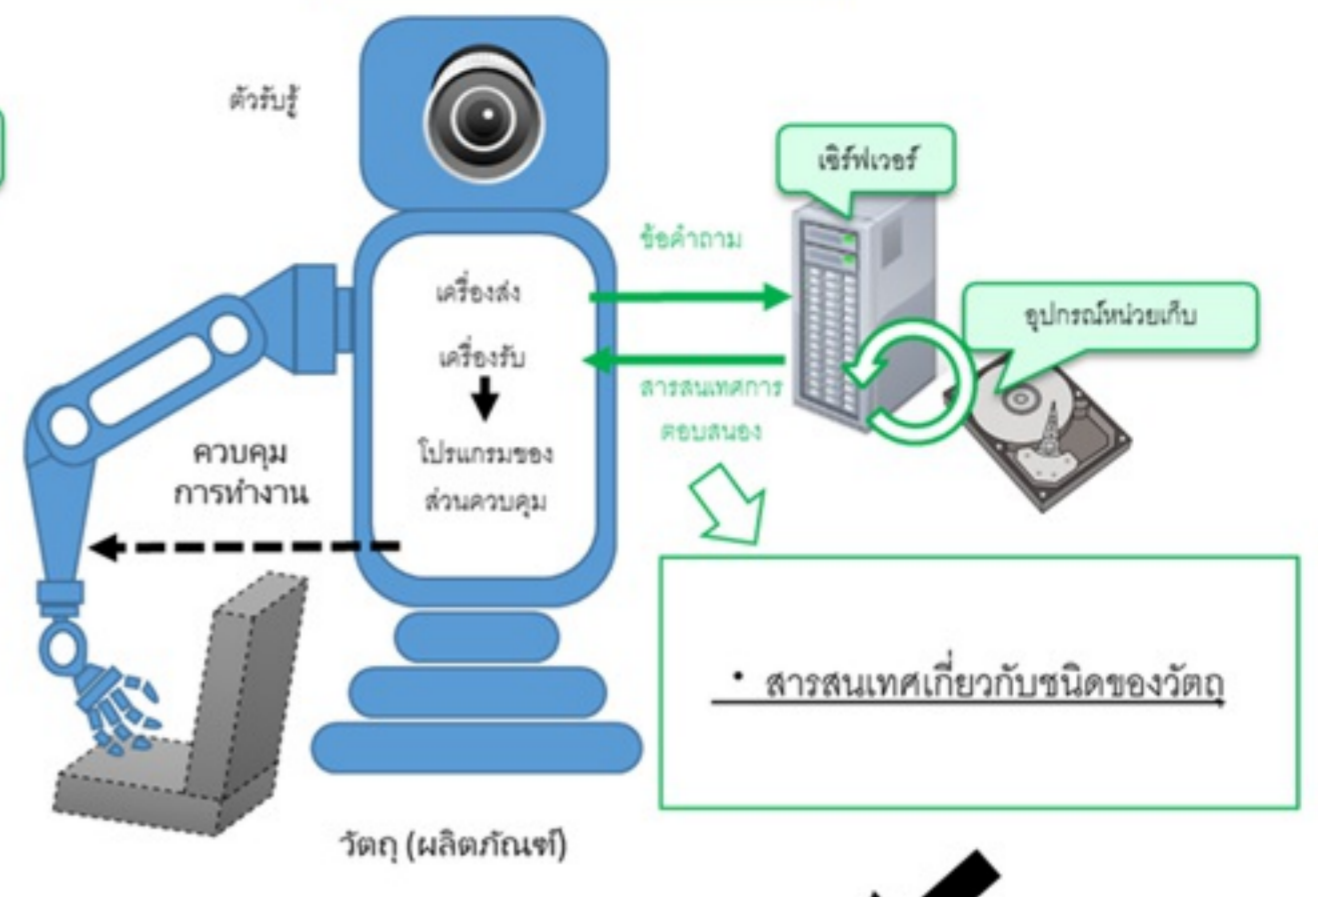 ตัวรับรู้
เซิร์ฟเวอร์
ข้อคำถาม
เครื่องส่ง
อุปกรณ์หน่วยเก็บ
เครื่องรับ
สารสนเทศการ
ตอบสนอง
ควบคุม
การทำงาน
โปรแกรมของ
ส่วนควบคุม
• สารสนเทศเกี่ยวกับชนิดของวัตถุ
วัตถุ (ผลิตภัณฑ์)